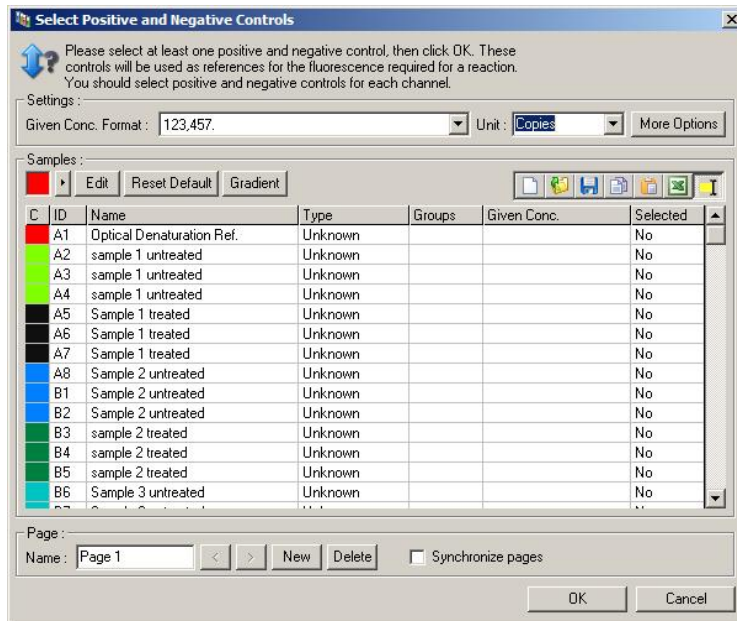 Select Positive and Negative Controls
Please select at least one positive and negative control, then click OK. These
controls will be used as references for the fluorescence required for a reaction.
You should select positive and negative controls for each channel.
Settings :
Given Conc. Format : 123,457. Unit : Copies More Options
Samples :
Edit Reset Default Gradient
C ID Name Type Groups Given Conc. Selected
A1 Optical Denaturation Ref. Unknown No
A2 sample 1 untreated Unknown No
A3 sample 1 untreated Unknown No
A4 sample 1 untreated Unknown No
A5 Sample 1 treated Unknown No
A6 Sample 1 treated Unknown No
A7 Sample 1 treated Unknown No
A8 Sample 2 untreated Unknown No
B1 Sample 2 untreated Unknown No
B2 Sample 2 untreated Unknown No
B3 sample 2 treated Unknown No
B4 sample 2 treated Unknown No
B5 sample 2 treated Unknown No
B6 Sample 3 untreated Unknown No
Page :
Name : Page 1 < > New Delete Synchronize pages
OK Cancel